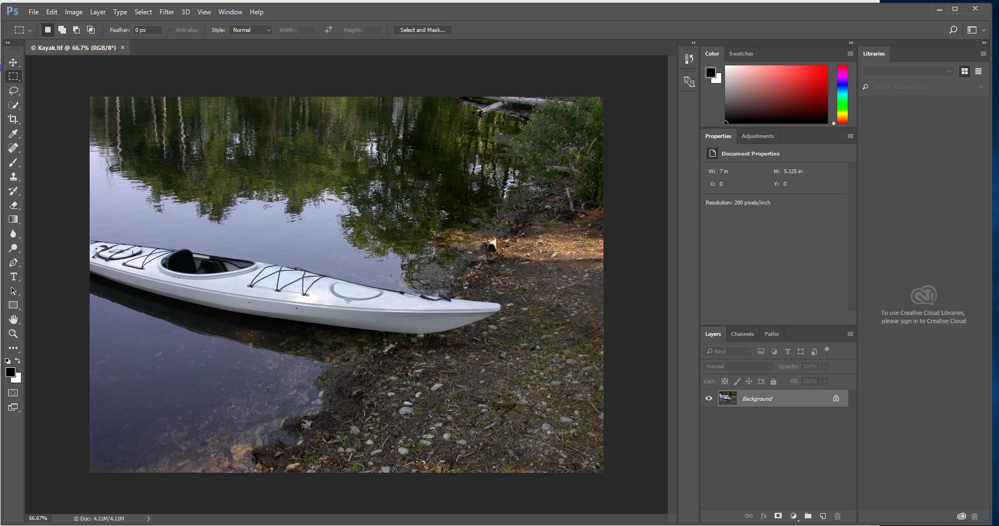 Ps File Edit Image Layer Type Select Filter 3D View Window Help
Feather: 0 px Anti-alias Style: Normal Width: Height: Select and Mask...
© Kayak.tif @ 66.7% (RGB/8*) ×
Color Swatches
Libraries
Search Adobe Stock
Properties Adjustments
Document Properties
W: 7 in H: 5.125 in
X: 0 Y: 0
Resolution: 200 pixels/inch
To use Creative Cloud Libraries,
please sign in to Creative Cloud
Layers Channels Paths
Kind
Normal Opacity: 100%
Lock: Fill: 100%
Background
fx
66.67% © Doc: 4.11M/4.11M